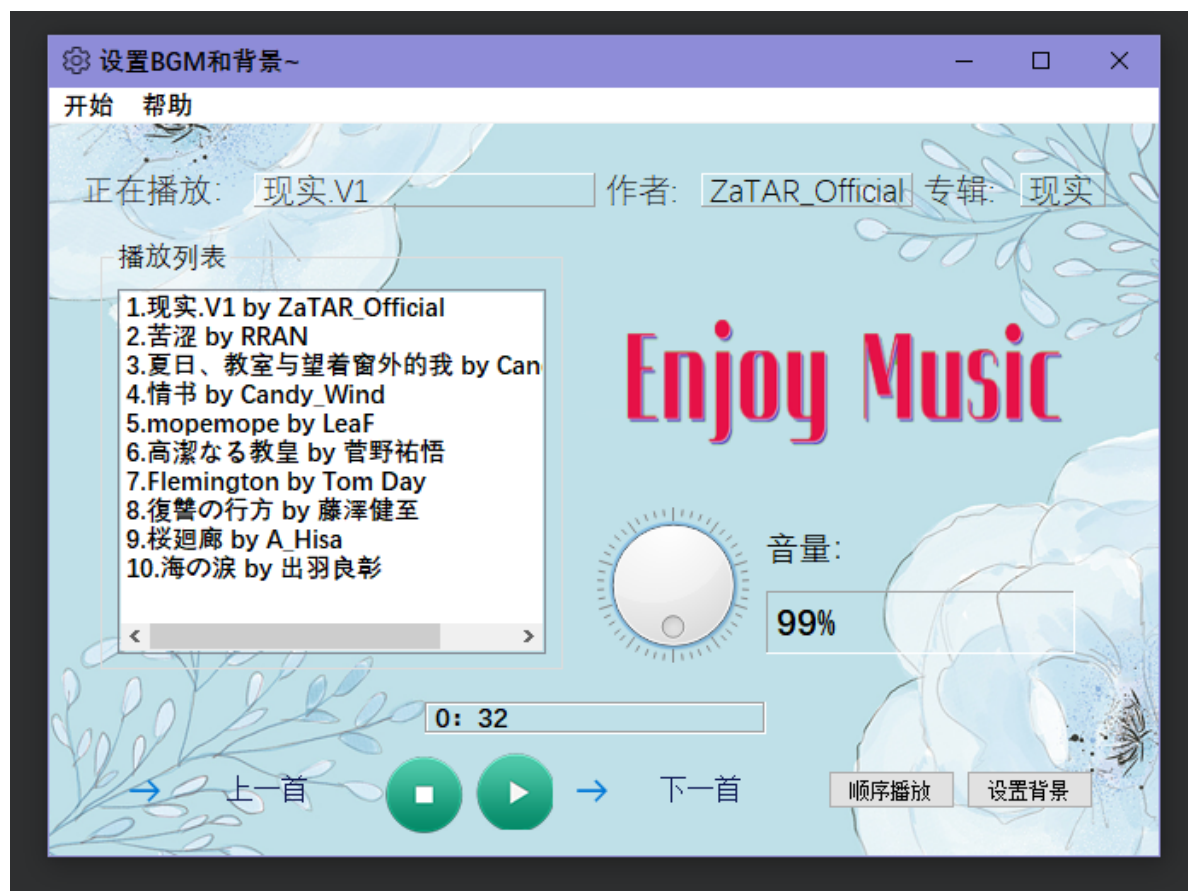 设置BGM和背景~
开始 帮助
正在播放: 现实.V1 作者: ZaTAR_Official 专辑: 现实
播放列表
1.现实.V1 by ZaTAR_Official
2.苦涩 by RRAN
3.夏日、教室与望着窗外的我 by Can
4.情书 by Candy_Wind
5.mopemope by LeaF
6.高潔なる教皇 by 菅野祐悟
7.Flemington by Tom Day
8.復讐の行方 by 藤澤健至
9.桜廻廊 by A_Hisa
10.海の涙 by 出羽良彰
Enjoy Music
音量:
99%
0: 32
上一首 下一首 顺序播放 设置背景